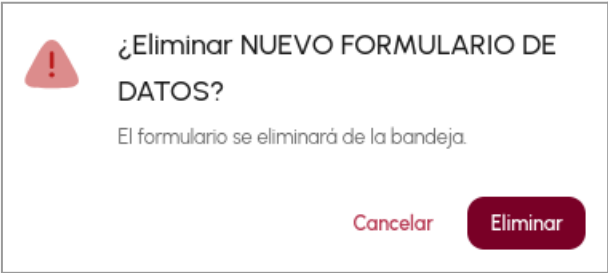 ¿Eliminar NUEVO FORMULARIO DE
DATOS?
El formulario se eliminará de la bandeja.
Cancelar
Eliminar